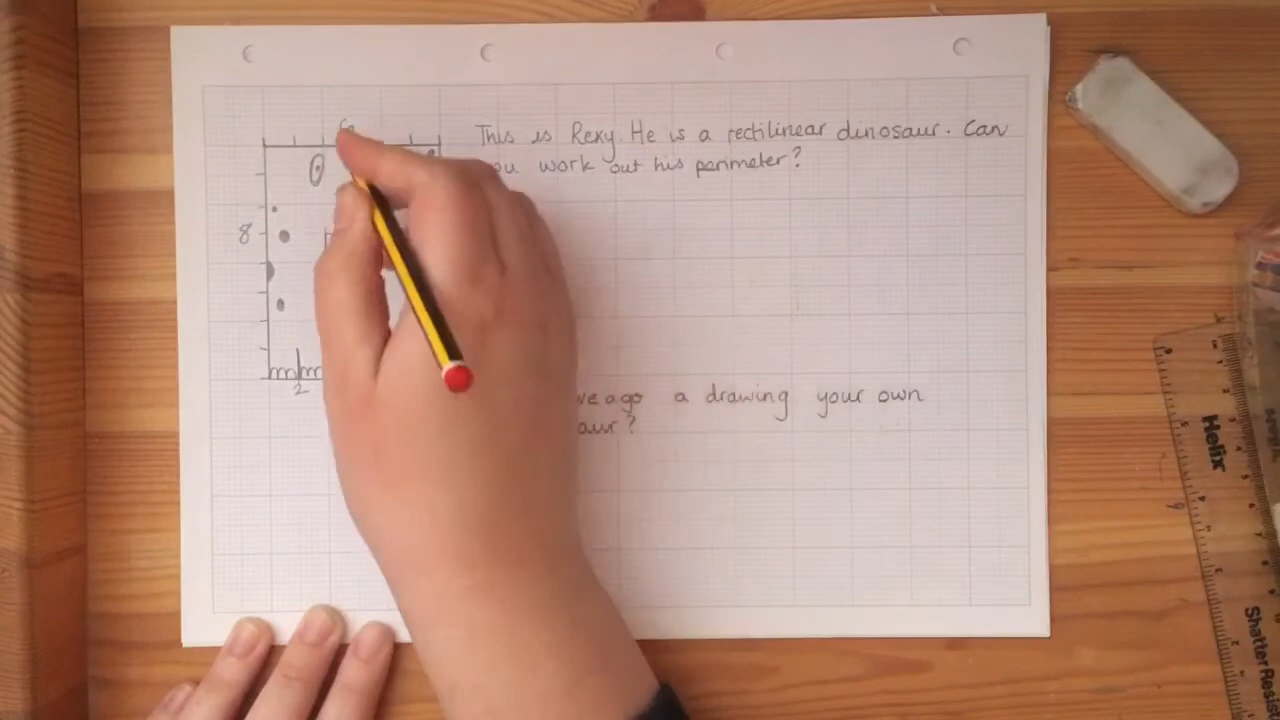 This is Rexy. He is a rectilinear dinosaur. Can
work out his perimeter?
8
2
a drawing your own
Helix